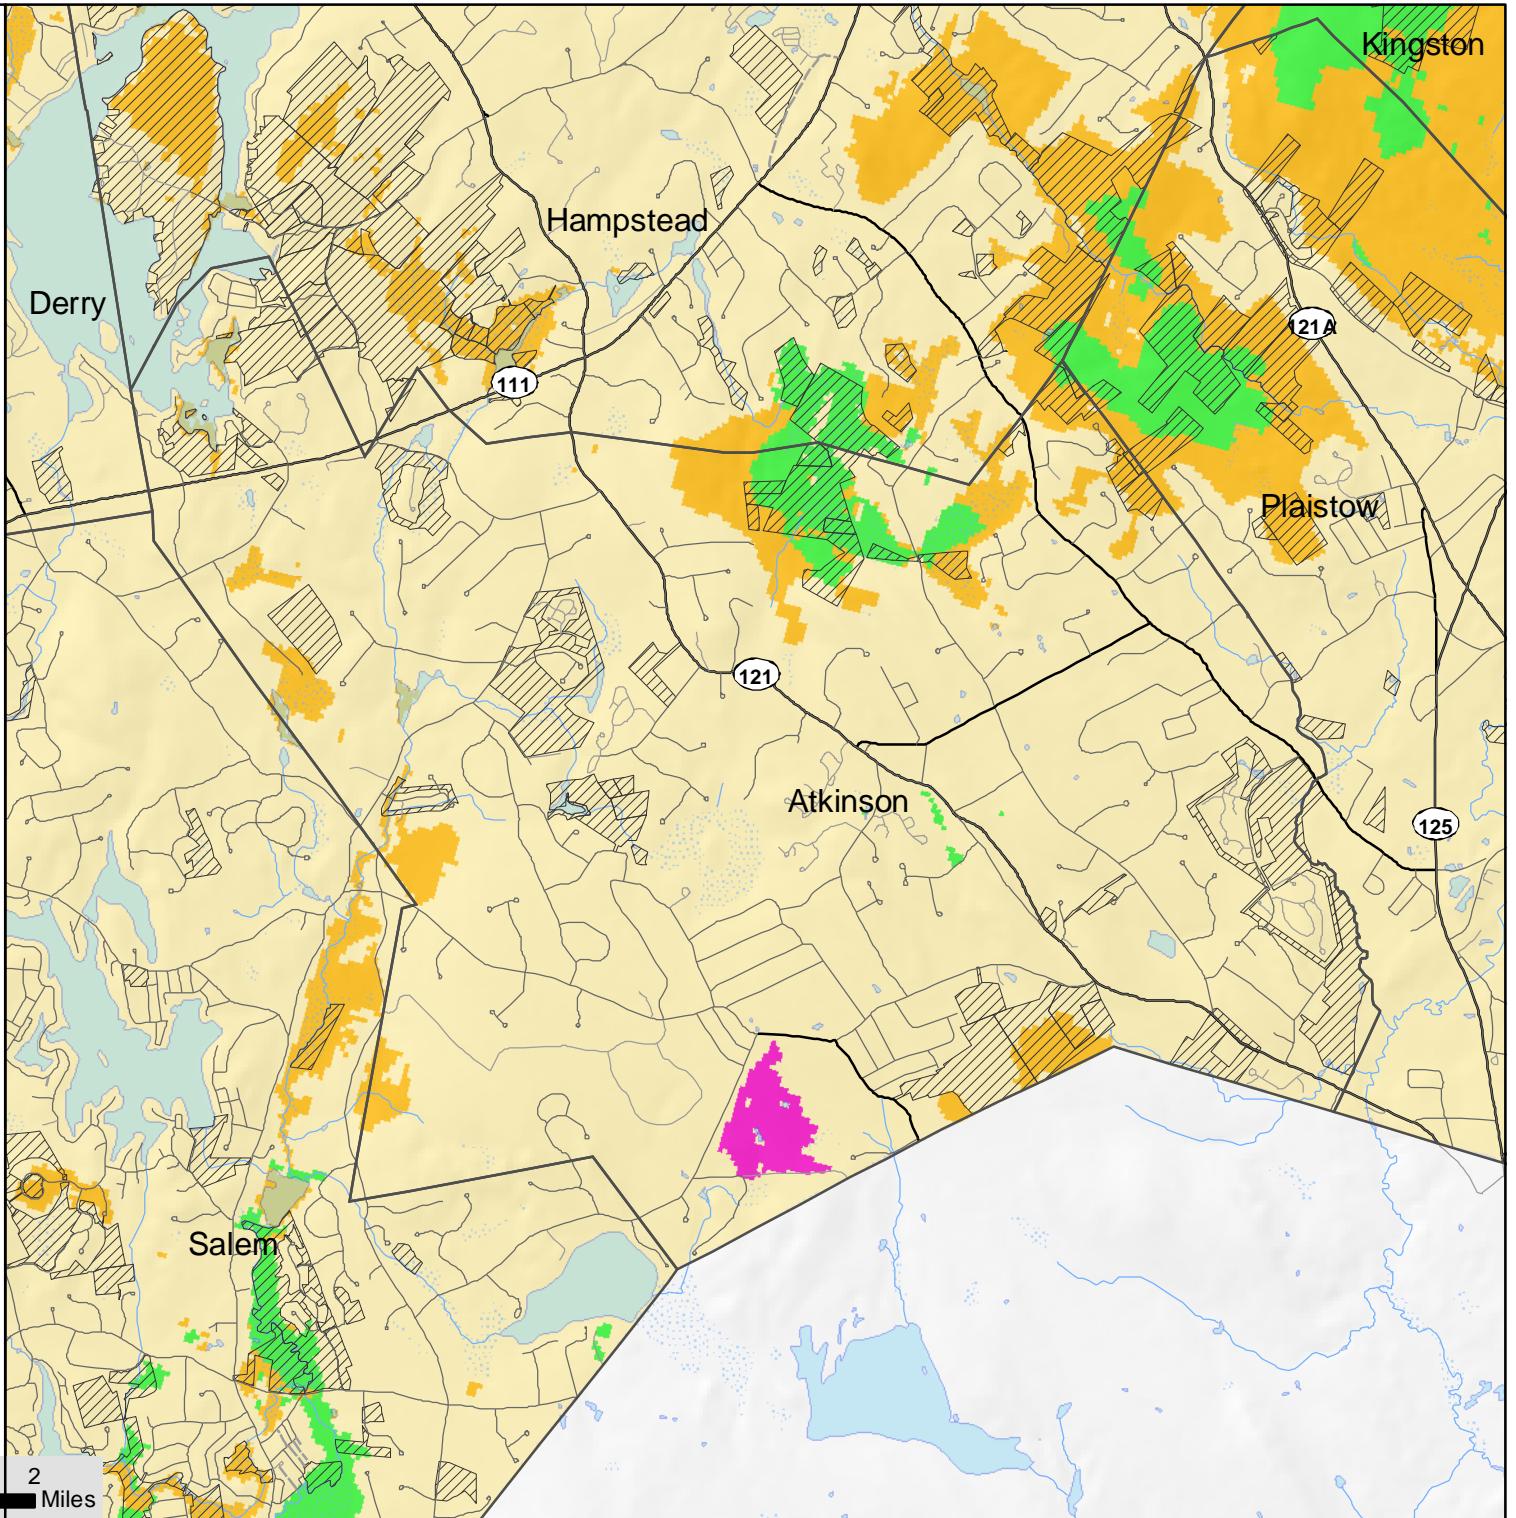 Kingston
Hampstead
Derry
121A
111
Plaistow
121
Atkinson
125
Salem
2
Miles